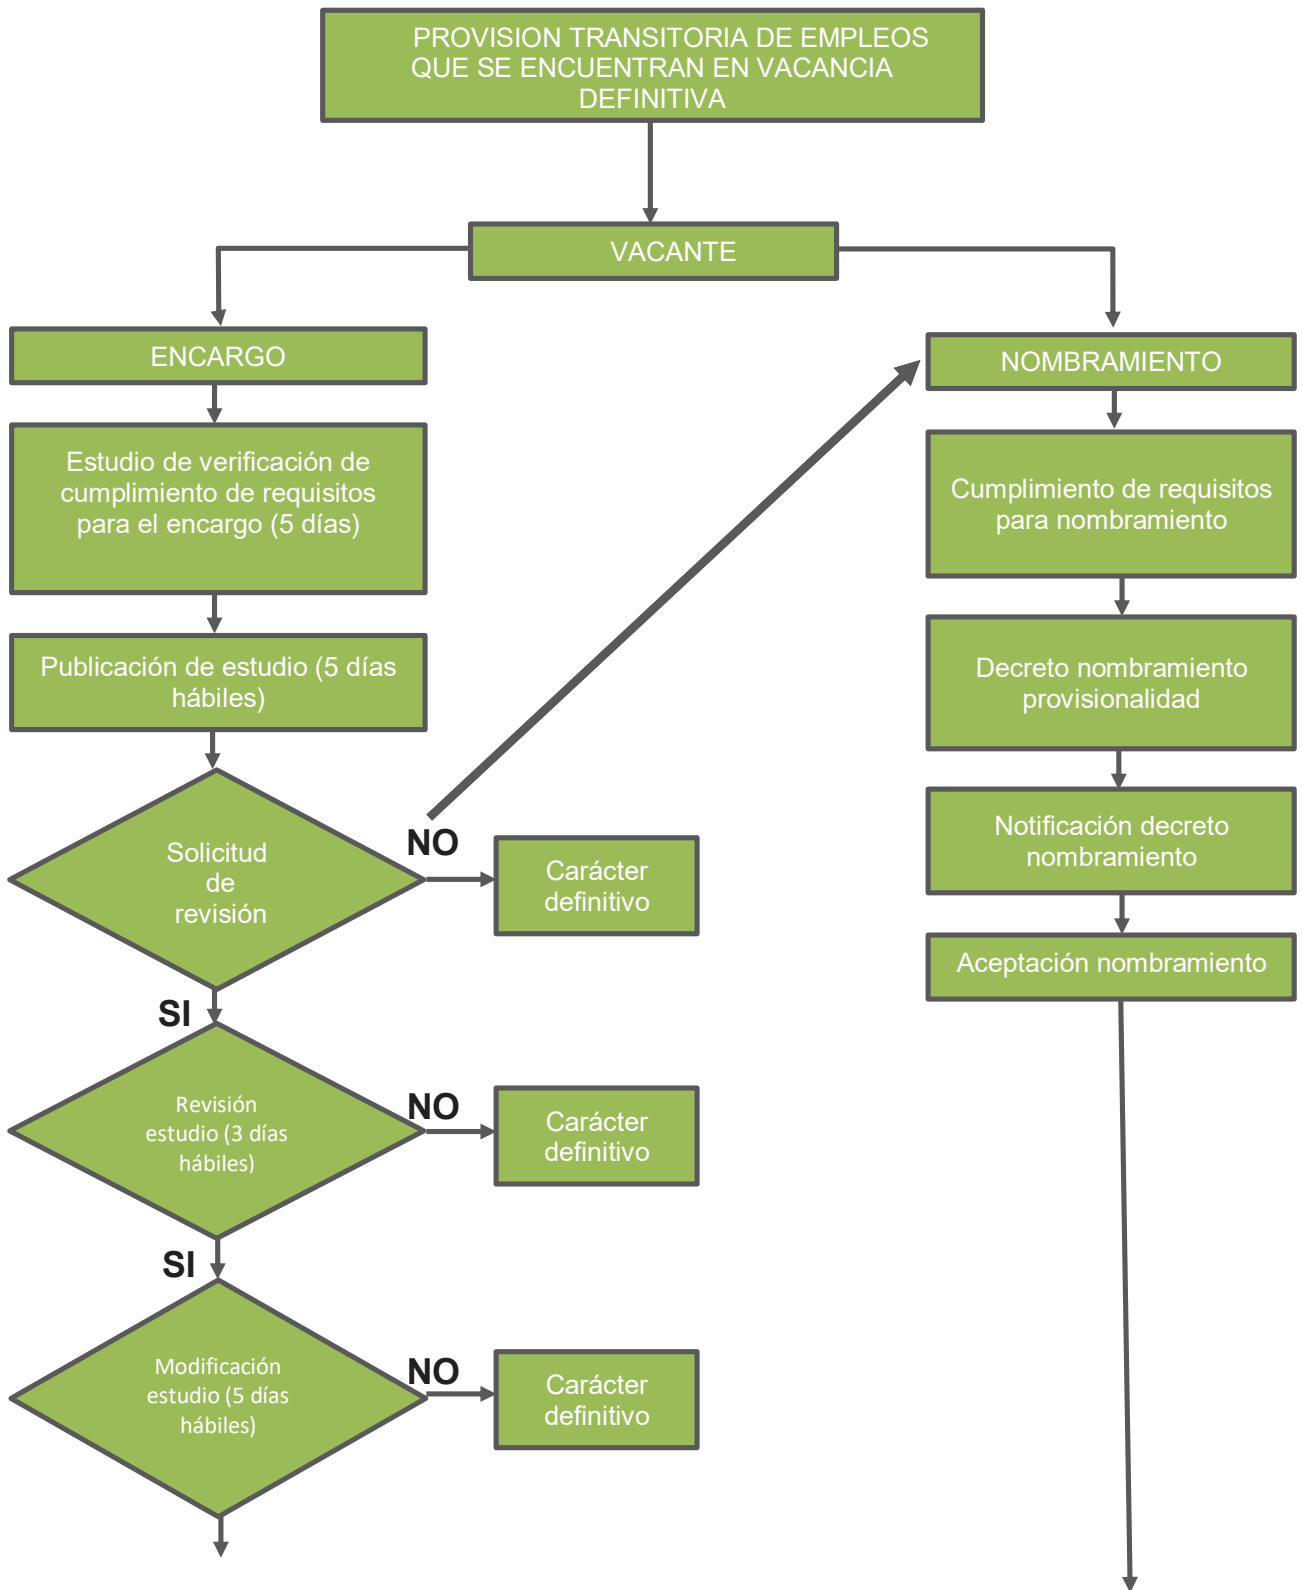 PROVISION TRANSITORIA DE EMPLEOS
QUE SE ENCUENTRAN EN VACANCIA
DEFINITIVA
VACANTE
ENCARGO
NOMBRAMIENTO
Estudio de verificación de
cumplimiento de requisitos
para el encargo (5 días)
Cumplimiento de requisitos
para nombramiento
Publicación de estudio (5 días
hábiles)
Decreto nombramiento
provisionalidad
Solicitud
de
revisión
NO
Carácter
definitivo
Notificación decreto
nombramiento
Aceptación nombramiento
SI
Revisión
estudio (3 días
hábiles)
NO
Carácter
definitivo
SI
Modificación
estudio (5 días
hábiles)
NO
Carácter
definitivo